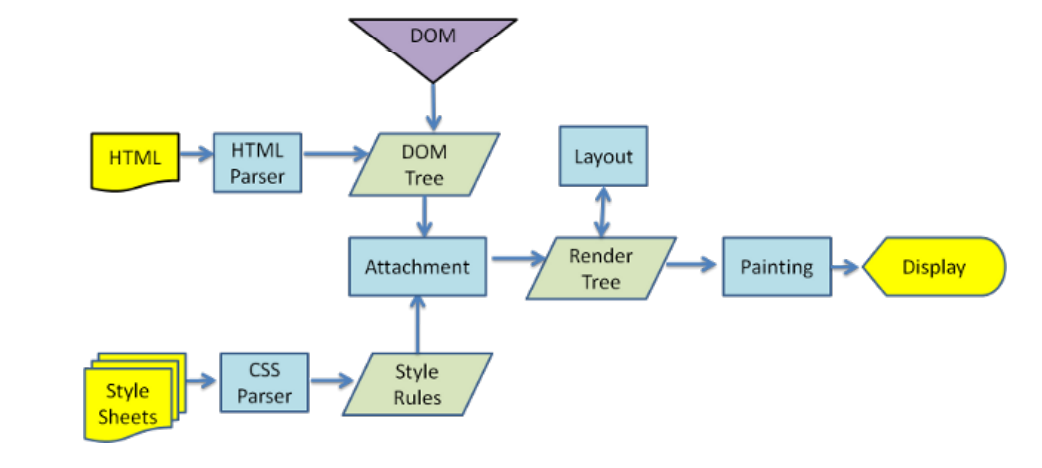 DOM
HTML
HTML
Parser
DOM
Tree
Layout
Attachment
Render
Tree
Painting
Display
Style
Sheets
CSS
Parser
Style
Rules